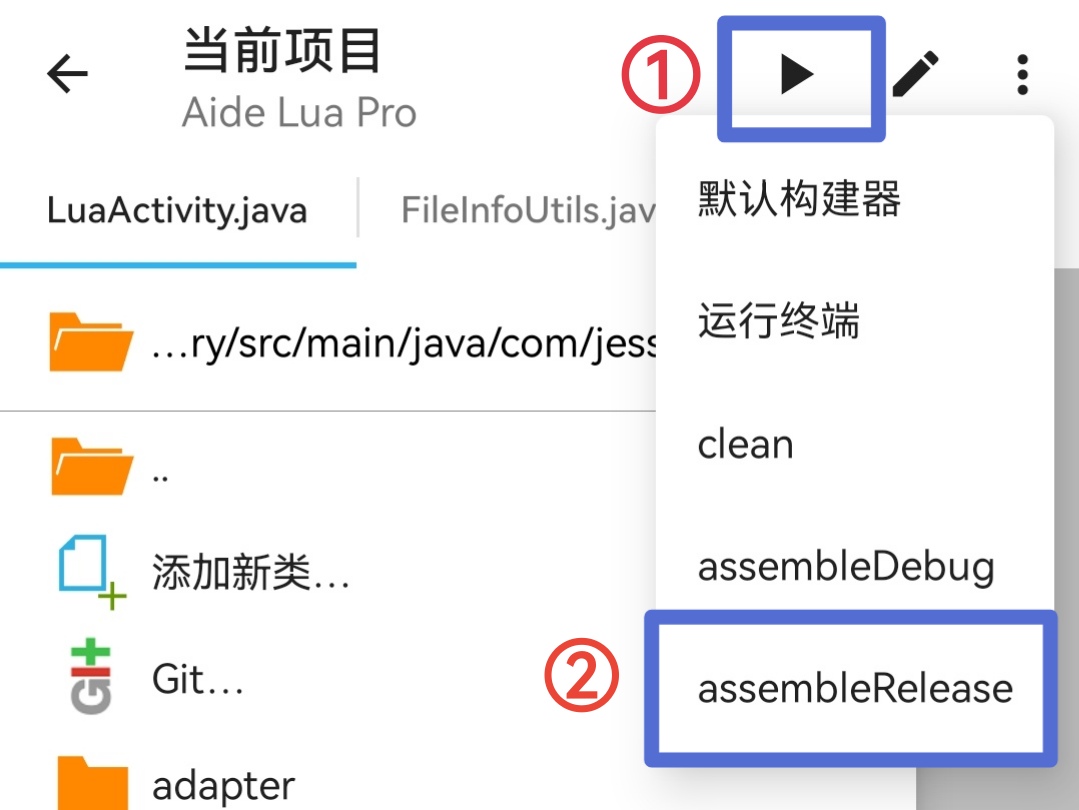 当前项目
Aide Lua Pro
①
LuaActivity.java
FileInfoUtils.jav
默认构建器
运行终端
clean
assembleDebug
② assembleRelease
…ry/src/main/java/com/jess
..
添加新类…
Git…
adapter